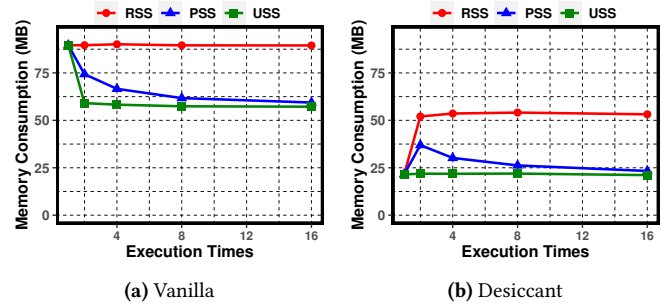 RSS PSS USS
Memory Consumption (MB)
75
50
25
0
4 8 12 16
Execution Times
(a) Vanilla
RSS PSS USS
Memory Consumption (MB)
75
50
25
0
4 8 12 16
Execution Times
(b) Desiccant